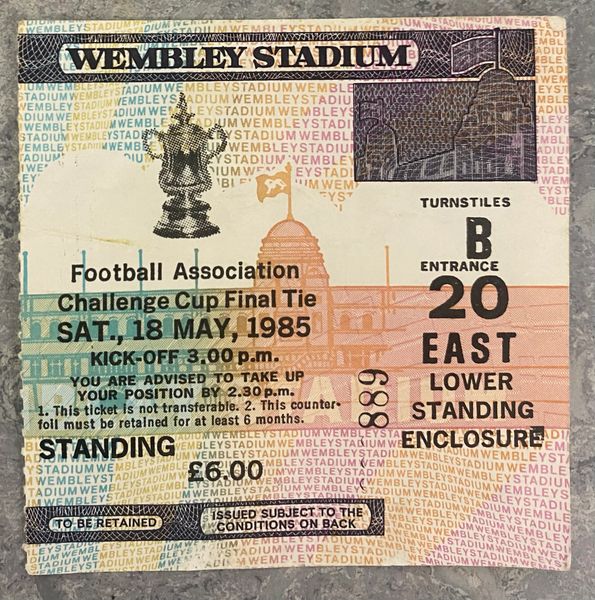 WEMBLEY STADIUM
Football Association
Challenge Cup Final Tie
SAT., 18 MAY, 1985
KICK-OFF 3.00 p.m.
YOU ARE ADVISED TO TAKE UP
YOUR POSITION BY 2.30 p.m.
1. This ticket is not transferable. 2. This counter-
foil must be retained for at least 6 months.
STANDING
£6.00
889
TURNSTILES
B
ENTRANCE
20
EAST
LOWER
STANDING
ENCLOSURE
TO BE RETAINED
ISSUED SUBJECT TO THE
CONDITIONS ON BACK